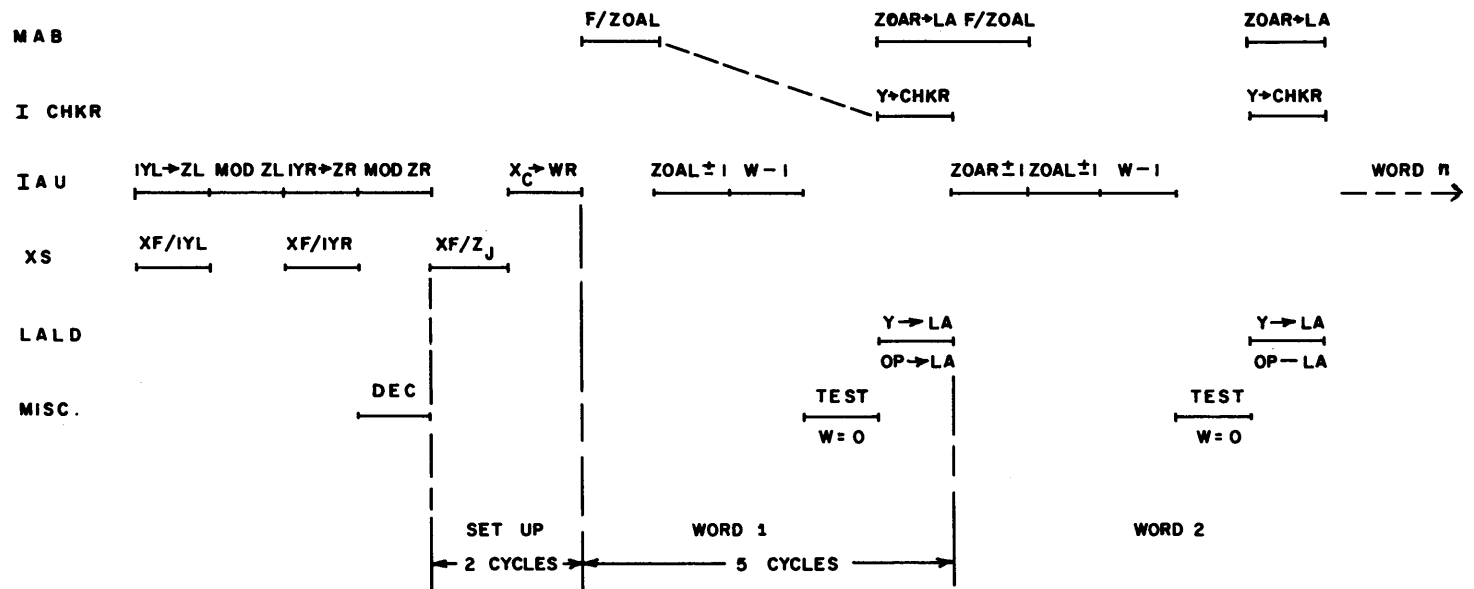 F/ZOAL ZOAR→LA F/ZOAL ZOAR→LA
MAB
Y→CHKR Y→CHKR
I CHKR
IYL→ZL MOD ZL IYR→ZR MOD ZR X_C→WR ZOAL±1 W-1 ZOAR±1 ZOAL±1 W-1 WORD n
IAU
XF/IYL XF/IYR XF/Z_J
XS
Y→LA Y→LA
LALD
OP→LA OP-LA
DEC TEST TEST
MISC.
W=0 W=0
SET UP WORD 1 WORD 2
2 CYCLES 5 CYCLES